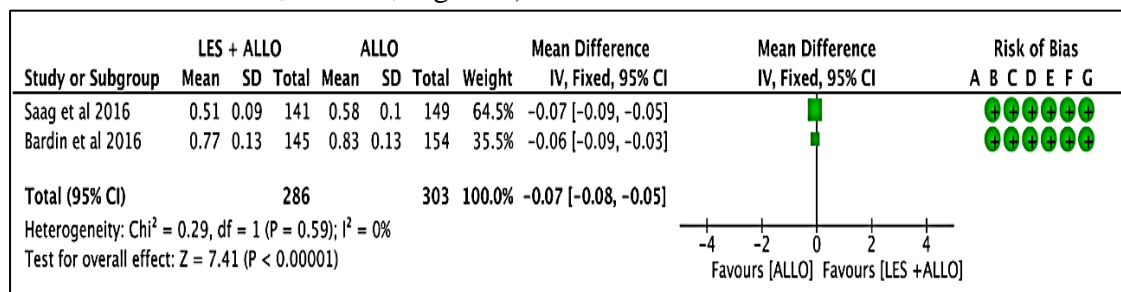 LES + ALLO ALLO Mean Difference Mean Difference Risk of Bias
Study or Subgroup Mean SD Total Mean SD Total Weight IV, Fixed, 95% CI IV, Fixed, 95% CI A B C D E F G
Saag et al 2016 0.51 0.09 141 0.58 0.1 149 64.5% −0.07 [−0.09, −0.05] + + + + + +
Bardin et al 2016 0.77 0.13 145 0.83 0.13 154 35.5% −0.06 [−0.09, −0.03] + + + + + +
Total (95% CI) 286 303 100.0% −0.07 [−0.08, −0.05]
Heterogeneity: Chi² = 0.29, df = 1 (P = 0.59); I² = 0%
Test for overall effect: Z = 7.41 (P < 0.00001)
−4 −2 0 2 4
Favours [ALLO] Favours [LES +ALLO]